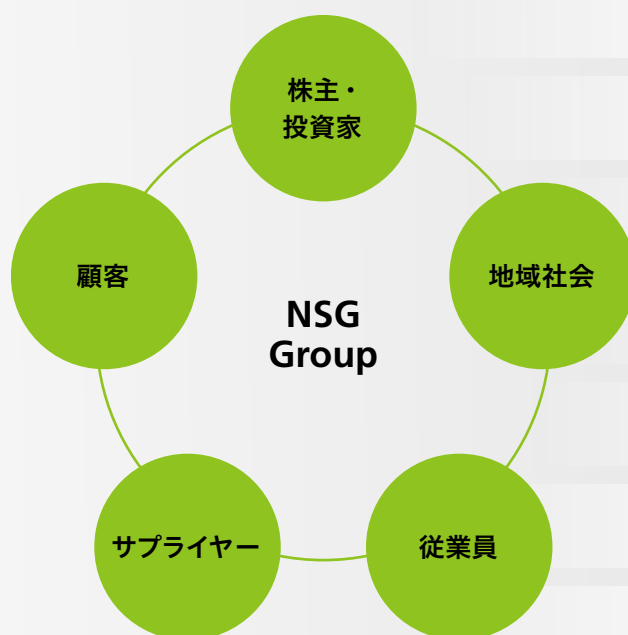 株主・
投資家
顧客
地域社会
NSG
Group
サプライヤー
従業員